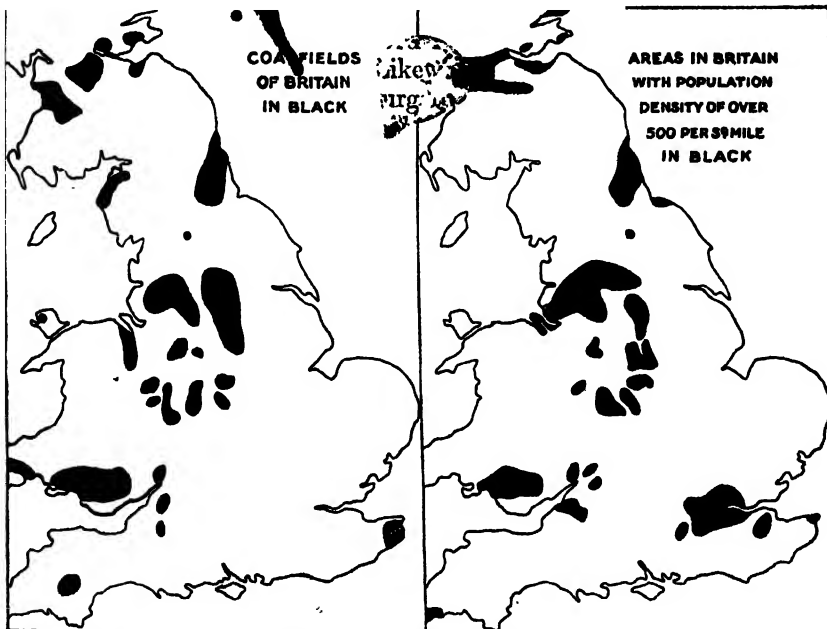 COALFIELDS
OF BRITAIN
IN BLACK
AREAS IN BRITAIN
WITH POPULATION
DENSITY OF OVER
500 PER SQ MILE
IN BLACK